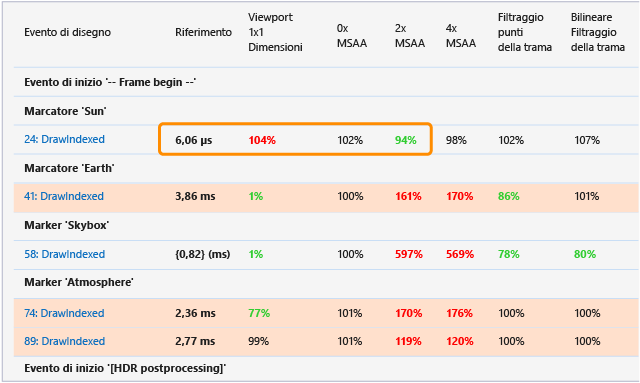 Evento di disegno Riferimento Viewport 1x1 Dimensioni 0x MSAA 2x MSAA 4x MSAA Filtraggio punti della trama Bilineare Filtraggio della trama
Evento di inizio '-- Frame begin --'
Marcatore 'Sun'
24: DrawIndexed 6,06 µs 104% 102% 94% 98% 102% 107%
Marcatore 'Earth'
41: DrawIndexed 3,86 ms 1% 100% 161% 170% 86% 101%
Marker 'Skybox'
58: DrawIndexed {0,82} (ms) 1% 100% 597% 569% 78% 80%
Marker 'Atmosphere'
74: DrawIndexed 2,36 ms 77% 101% 170% 176% 100% 100%
89: DrawIndexed 2,77 ms 99% 101% 119% 120% 100% 100%
Evento di inizio '[HDR postprocessing]'